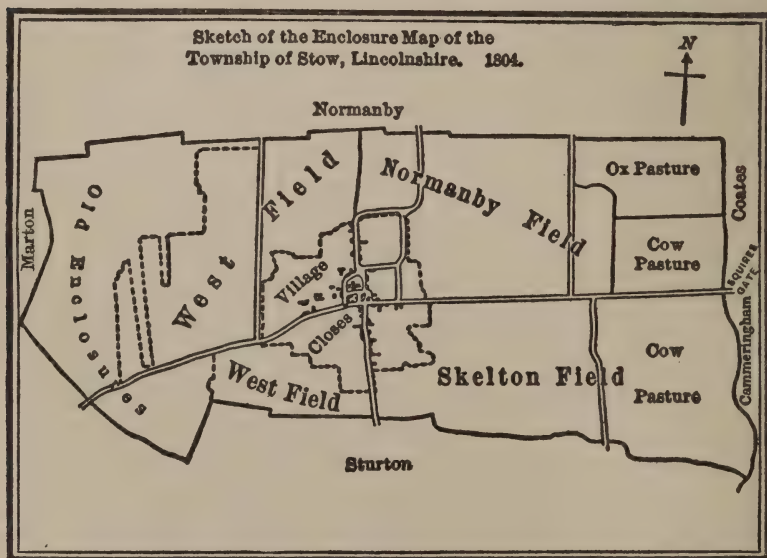 Sketch of the Enclosure Map of the
Township of Stow, Lincolnshire. 1804.
N
Normanby
Marton
Old Enclosures
West Field
Normanby Field
Ox Pasture
Coates
Cow
Pasture
SQUIRES
GATE
Village
Closes
Cammeringham
West Field
Skelton Field
Cow
Pasture
Sturton